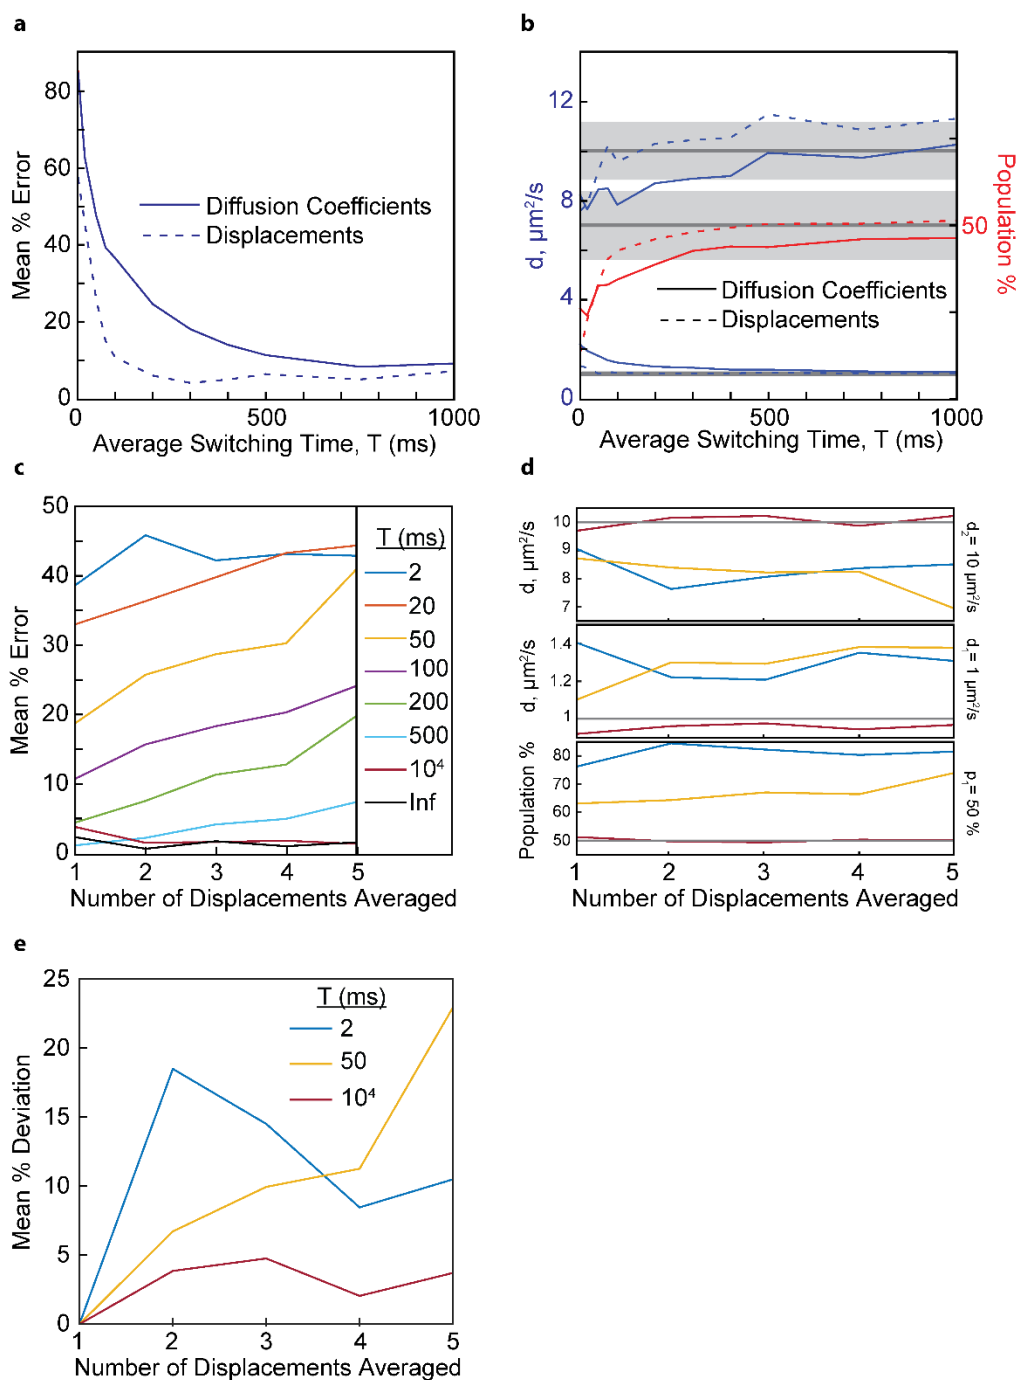 a
80
60
40
20
0
Mean % Error
Diffusion Coefficients
Displacements
0 500 1000
Average Switching Time, T (ms)
b
12
8
4
0
d, µm²/s
50
Population %
Diffusion Coefficients
Displacements
0 500 1000
Average Switching Time, T (ms)
c
50
40
30
20
10
0
Mean % Error
T (ms)
2
20
50
100
200
500
10⁴
Inf
1 2 3 4 5
Number of Displacements Averaged
d
10
9
8
7
d, µm²/s
d₂= 10 µm²/s
1.4
1.2
1
d, µm²/s
d₁= 1 µm²/s
80
70
60
50
Population %
p₁= 50 %
1 2 3 4 5
Number of Displacements Averaged
e
25
20
15
10
5
0
Mean % Deviation
T (ms)
2
50
10⁴
1 2 3 4 5
Number of Displacements Averaged